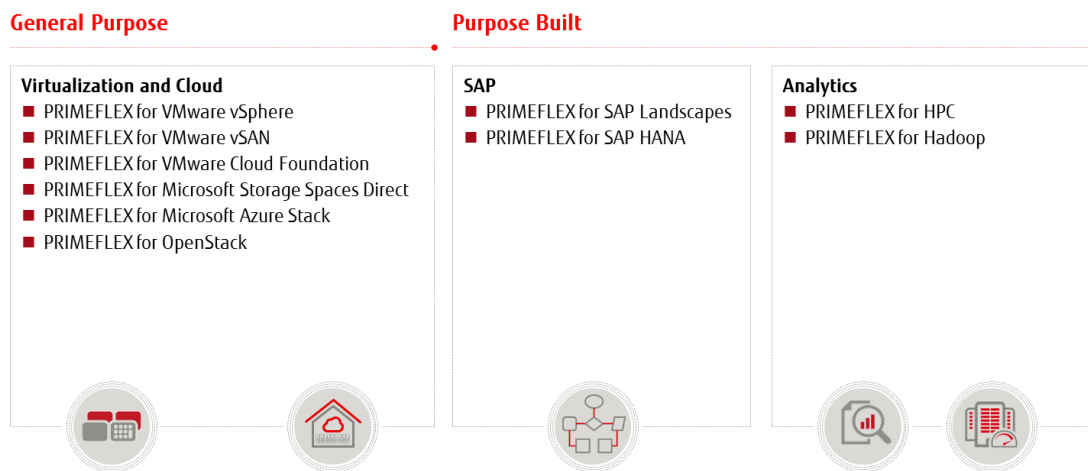 General Purpose
Purpose Built
Virtualization and Cloud
PRIMEFLEX for VMware vSphere
PRIMEFLEX for VMware vSAN
PRIMEFLEX for VMware Cloud Foundation
PRIMEFLEX for Microsoft Storage Spaces Direct
PRIMEFLEX for Microsoft Azure Stack
PRIMEFLEX for OpenStack
SAP
PRIMEFLEX for SAP Landscapes
PRIMEFLEX for SAP HANA
Analytics
PRIMEFLEX for HPC
PRIMEFLEX for Hadoop